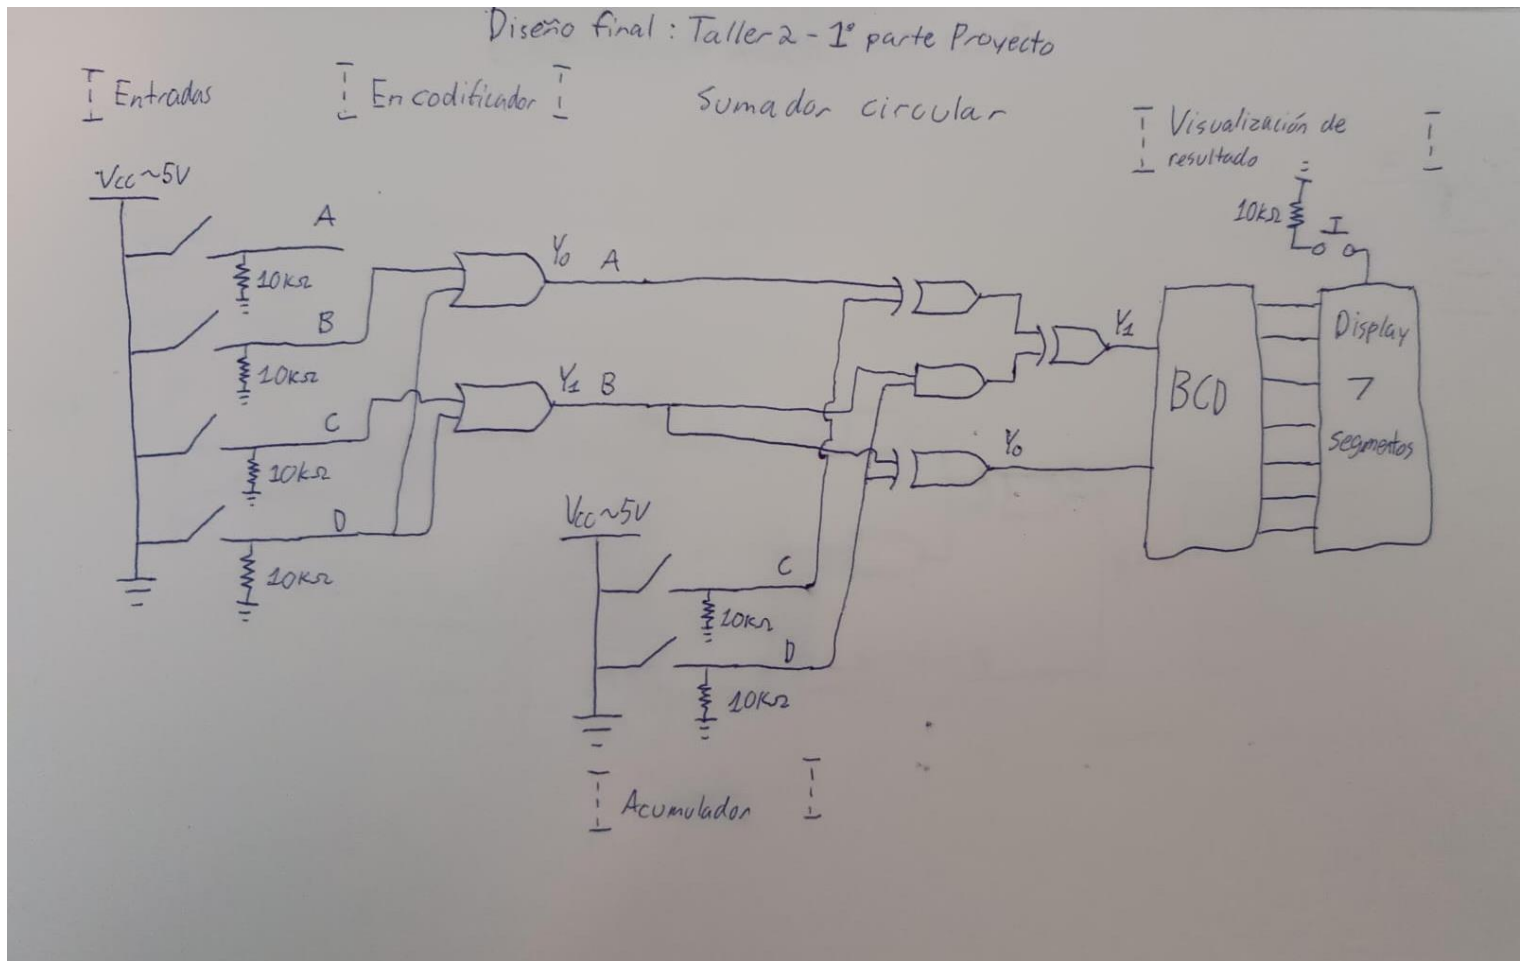 Diseño final: Taller 2 - 1° parte Proyecto
Entradas
Encodificador
Sumador circular
Visualización de
resultado
Vcc~5V
A
10KΩ
B
10KΩ
C
10KΩ
D
10KΩ
Y0
A
Y1
B
Vcc~5V
C
10KΩ
D
10KΩ
Acumulador
Y1
Y0
10KΩ
I
BCD
Display
7
segmentos